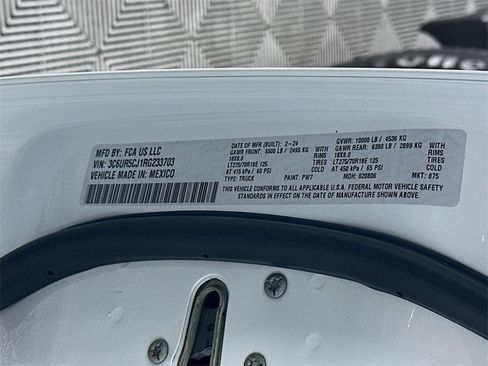 MFD BY: FCA US LLC
VIN: 3C6UR5CJ1RG233703
VEHICLE MADE IN: MEXICO
DATE OF MFR (BUILT): 2-24 GVWR: 10000 LB / 4536 KG
GAWR FRONT: 5500 LB / 2495 KG WITH GAWR REAR: 6390 LB / 2899 KG WITH
18X8.0 RIMS 18X8.0 RIMS
LT275/70R18E 125 TIRES LT275/70R18E 125 TIRES
AT 415 kPa / 60 PSI COLD AT 450 kPa / 65 PSI COLD
TYPE: TRUCK PAINT: PW7 MDH: 020806 MKT: 875
THIS VEHICLE CONFORMS TO ALL APPLICABLE U.S.A. FEDERAL MOTOR VEHICLE SAFETY
STANDARDS IN EFFECT ON THE DATE OF MANUFACTURE SHOWN ABOVE.